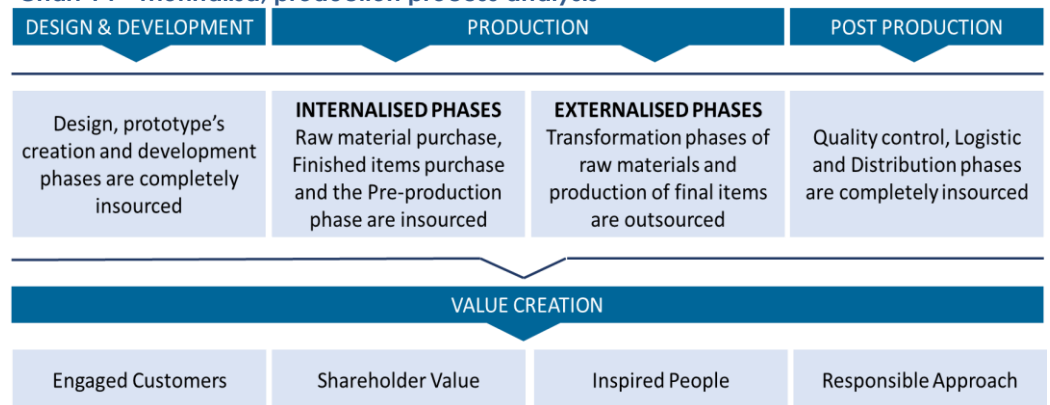 DESIGN & DEVELOPMENT
PRODUCTION
POST PRODUCTION
Design, prototype's
creation and development
phases are completely
insourced
INTERNALISED PHASES
Raw material purchase,
Finished items purchase
and the Pre-production
phase are insourced
EXTERNALISED PHASES
Transformation phases of
raw materials and
production of final items
are outsourced
Quality control, Logistic
and Distribution phases
are completely insourced
VALUE CREATION
Engaged Customers
Shareholder Value
Inspired People
Responsible Approach